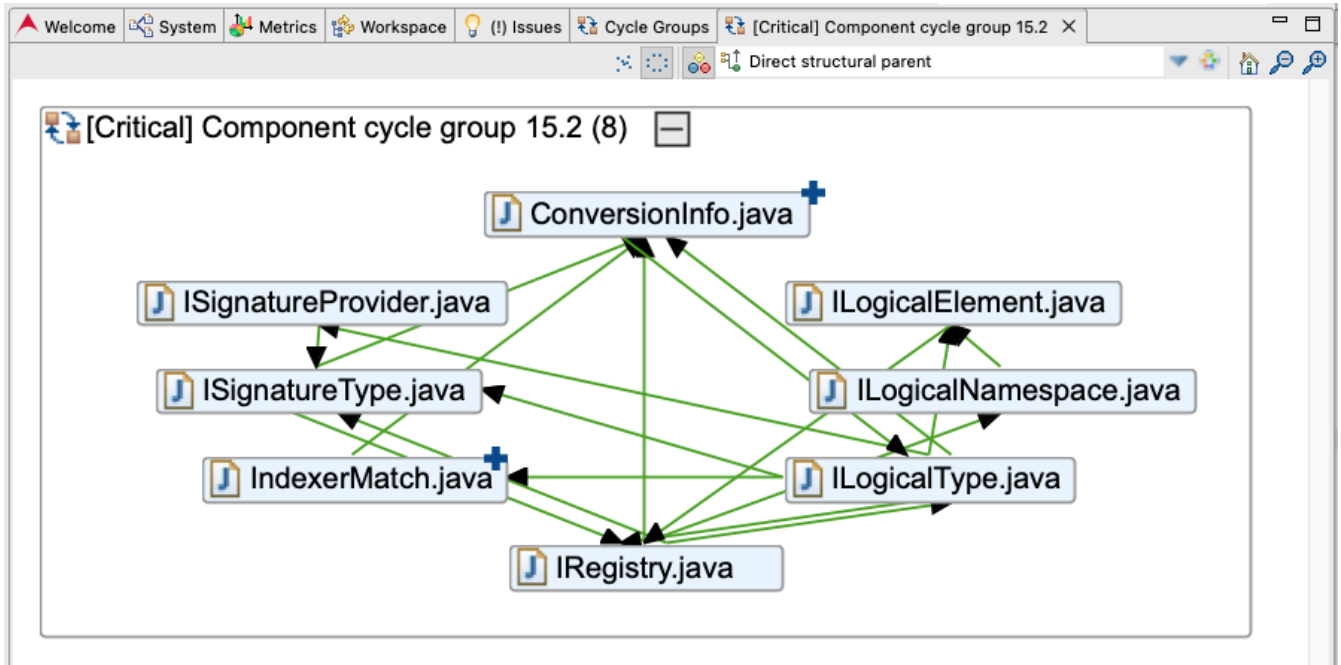 Welcome System Metrics Workspace (!) Issues Cycle Groups [Critical] Component cycle group 15.2
Direct structural parent
[Critical] Component cycle group 15.2 (8)
ConversionInfo.java
ISignatureProvider.java
ILogicalElement.java
ISignatureType.java
ILogicalNamespace.java
IndexerMatch.java
ILogicalType.java
IRegistry.java